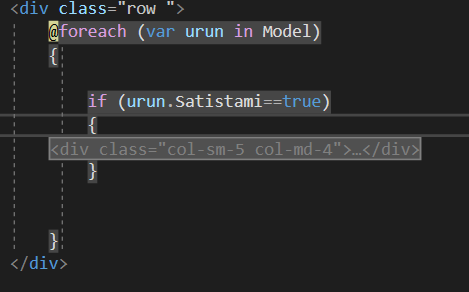 <div class="row ">
@foreach (var urun in Model)
{
if (urun.Satistami==true)
{
<div class="col-sm-5 col-md-4">…</div>
}
}
</div>